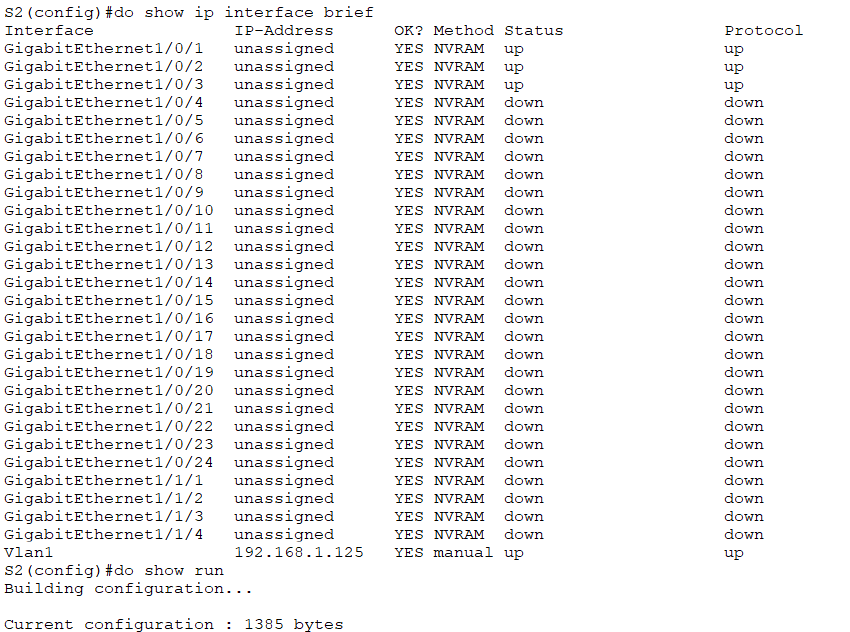 S2(config)#do show ip interface brief
Interface              IP-Address      OK? Method Status                Protocol
GigabitEthernet1/0/1   unassigned      YES NVRAM  up                    up
GigabitEthernet1/0/2   unassigned      YES NVRAM  up                    up
GigabitEthernet1/0/3   unassigned      YES NVRAM  up                    up
GigabitEthernet1/0/4   unassigned      YES NVRAM  down                  down
GigabitEthernet1/0/5   unassigned      YES NVRAM  down                  down
GigabitEthernet1/0/6   unassigned      YES NVRAM  down                  down
GigabitEthernet1/0/7   unassigned      YES NVRAM  down                  down
GigabitEthernet1/0/8   unassigned      YES NVRAM  down                  down
GigabitEthernet1/0/9   unassigned      YES NVRAM  down                  down
GigabitEthernet1/0/10  unassigned      YES NVRAM  down                  down
GigabitEthernet1/0/11  unassigned      YES NVRAM  down                  down
GigabitEthernet1/0/12  unassigned      YES NVRAM  down                  down
GigabitEthernet1/0/13  unassigned      YES NVRAM  down                  down
GigabitEthernet1/0/14  unassigned      YES NVRAM  down                  down
GigabitEthernet1/0/15  unassigned      YES NVRAM  down                  down
GigabitEthernet1/0/16  unassigned      YES NVRAM  down                  down
GigabitEthernet1/0/17  unassigned      YES NVRAM  down                  down
GigabitEthernet1/0/18  unassigned      YES NVRAM  down                  down
GigabitEthernet1/0/19  unassigned      YES NVRAM  down                  down
GigabitEthernet1/0/20  unassigned      YES NVRAM  down                  down
GigabitEthernet1/0/21  unassigned      YES NVRAM  down                  down
GigabitEthernet1/0/22  unassigned      YES NVRAM  down                  down
GigabitEthernet1/0/23  unassigned      YES NVRAM  down                  down
GigabitEthernet1/0/24  unassigned      YES NVRAM  down                  down
GigabitEthernet1/1/1   unassigned      YES NVRAM  down                  down
GigabitEthernet1/1/2   unassigned      YES NVRAM  down                  down
GigabitEthernet1/1/3   unassigned      YES NVRAM  down                  down
GigabitEthernet1/1/4   unassigned      YES NVRAM  down                  down
Vlan1                  192.168.1.125   YES manual up                    up
S2(config)#do show run
Building configuration...
Current configuration : 1385 bytes